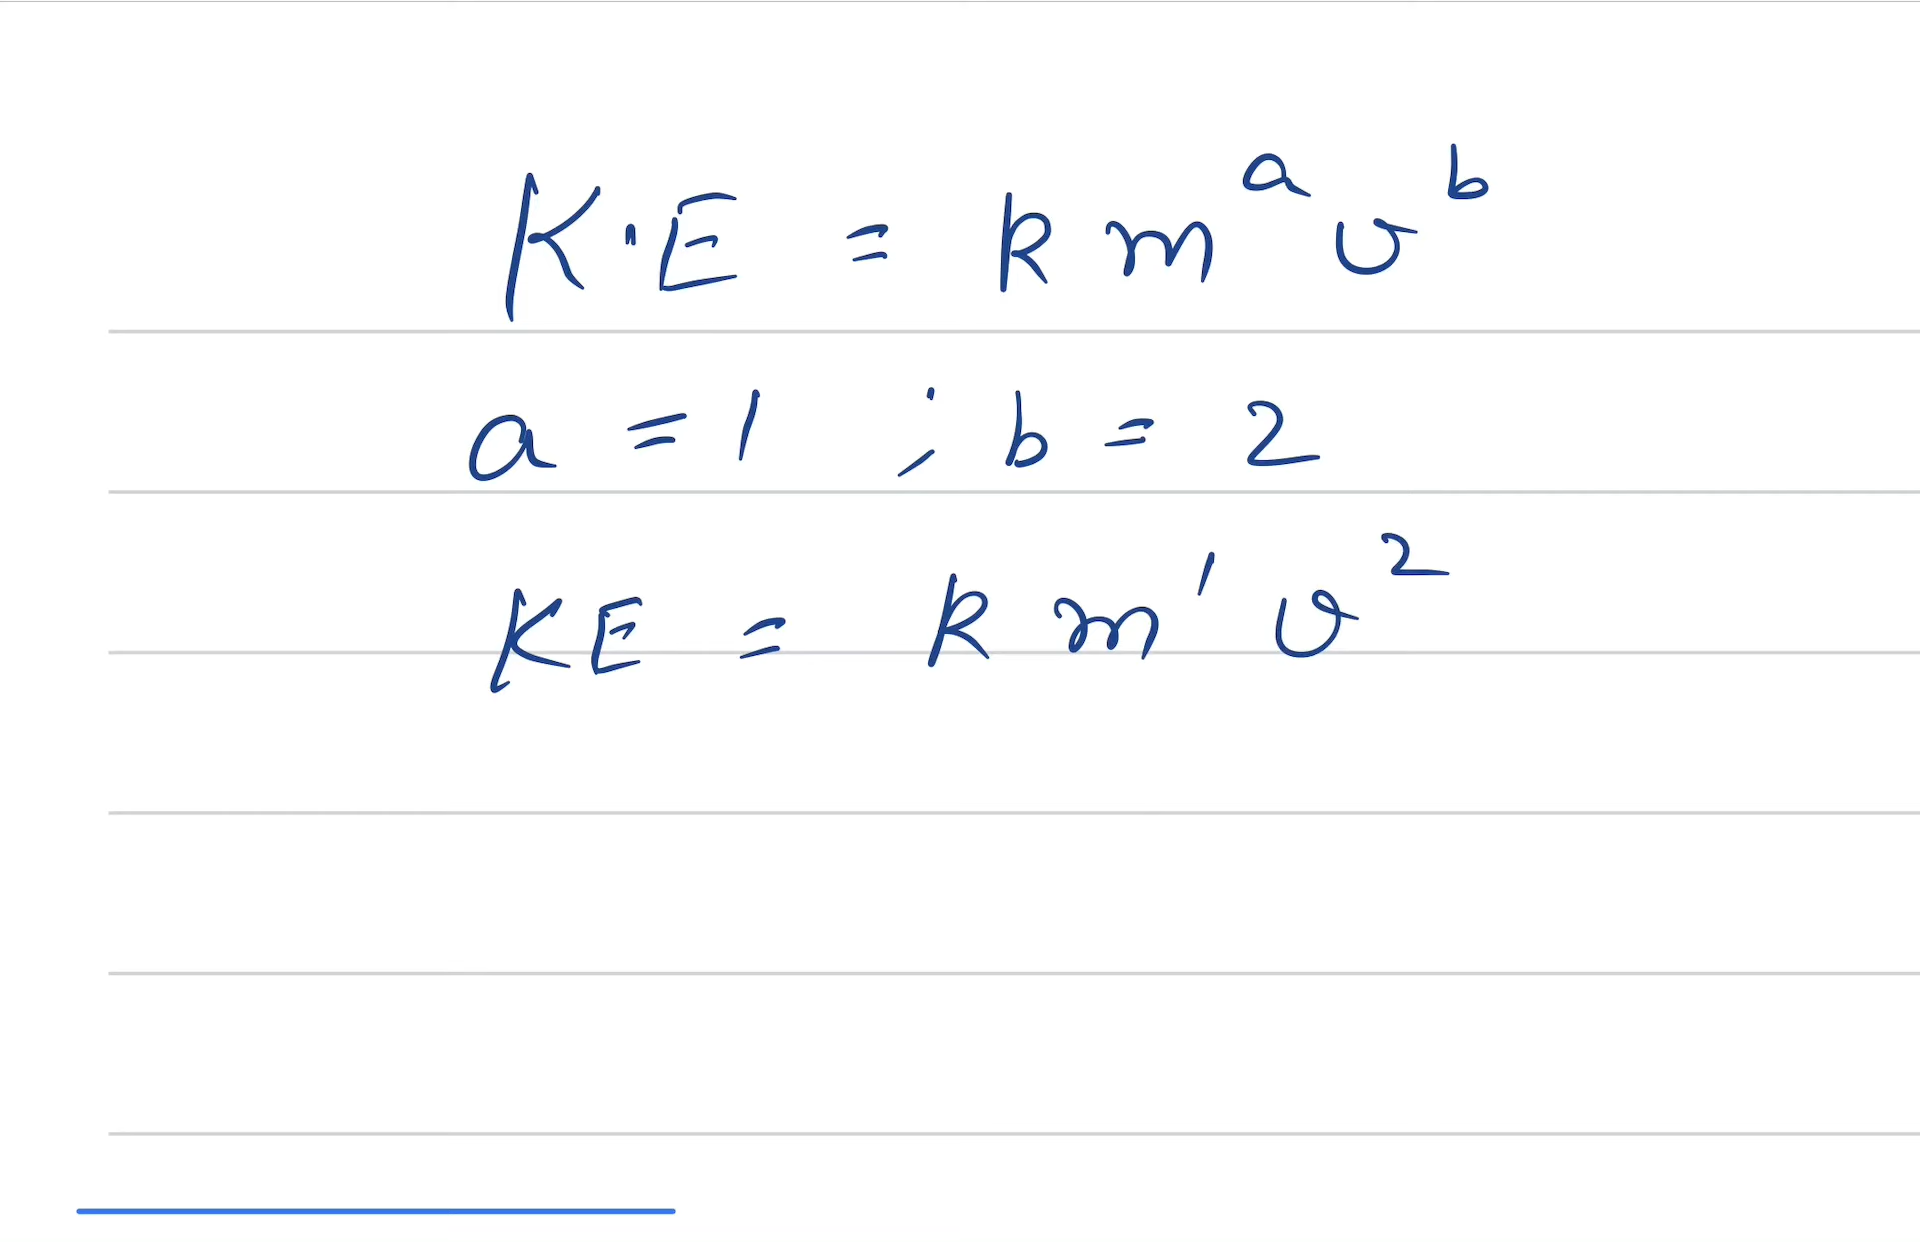 K.E = k m^a v^b
a = 1 ; b = 2
KE = k m^1 v^2